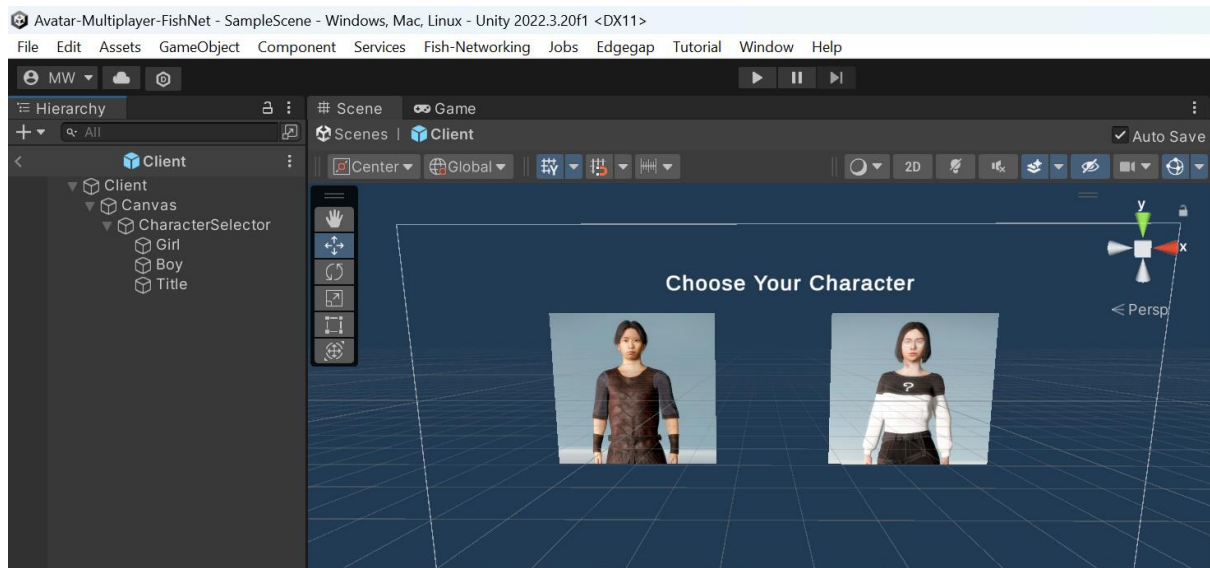 Avatar-Multiplayer-FishNet - SampleScene - Windows, Mac, Linux - Unity 2022.3.20f1 <DX11>
File Edit Assets GameObject Component Services Fish-Networking Jobs Edgegap Tutorial Window Help
MW
Hierarchy
Scene Game
All
Scenes | Client
Auto Save
Client
Center Global
2D
Client
Canvas
CharacterSelector
Girl
Boy
Title
y
x
Persp
Choose Your Character
?